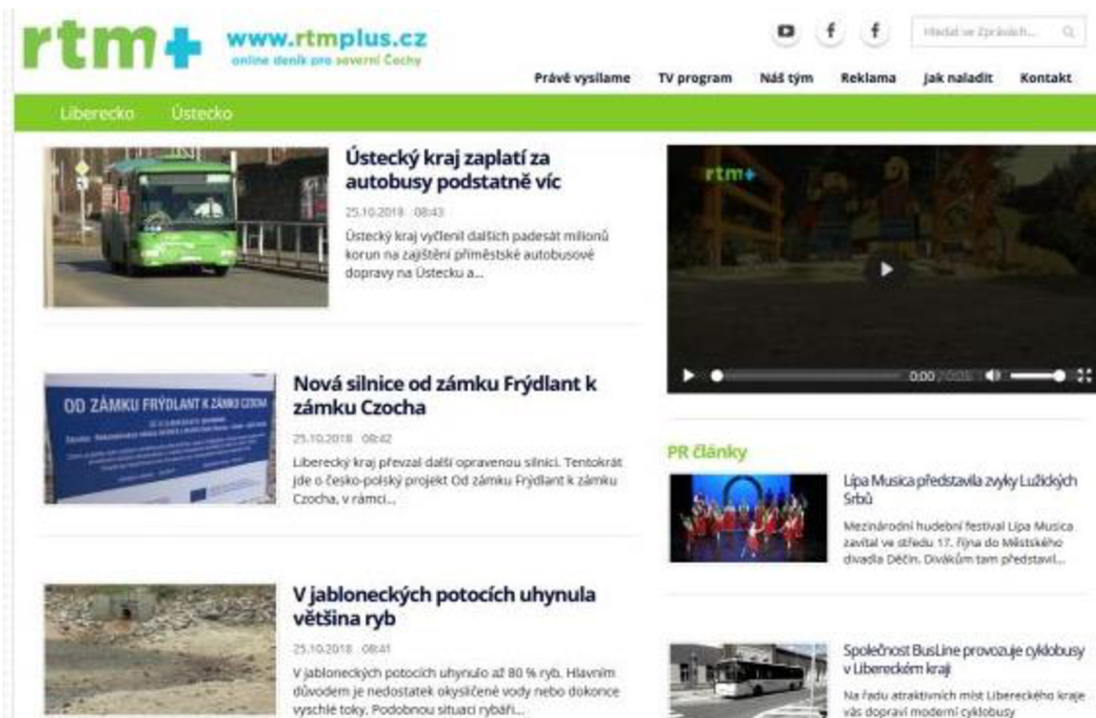 rtm+
www.rtmplus.cz
online deník pro severní Čechy
Hledat ve Zprávách...
Právě vysílame
TV program
Náš tým
Reklama
Jak naladit
Kontakt
Liberecko
Ústecko
Ústecký kraj zaplatí za
autobusy podstatně víc
25.10.2018 08:43
Ústecký kraj vyčlenil dalších padesát milionů
korun na zajištění příměstské autobusové
dopravy na Ústecku a...
OD ZÁMKU FRÝDLANT K ZÁMKU CZOCHA
Nová silnice od zámku Frýdlant k
zámku Czocha
25.10.2018 08:42
Liberecký kraj převzal další opravenou silnici. Tentokrát
jde o česko-polský projekt Od zámku Frýdlant k zámku
Czocha, v rámci...
V jabloneckých potocích uhynula
většina ryb
25.10.2018 08:41
V jabloneckých potocích uhynulo až 80 % ryb. Hlavním
důvodem je nedostatek okysličené vody nebo dokonce
vyschlé toky. Podobnou situaci rybáři...
rtm+
0:00
PR články
Lípa Musica představila zvyky Lužických
Srbů
Mezinárodní hudební festival Lípa Musica
zavítal ve středu 17. října do Městského
divadla Děčín. Divákům tam představil...
Společnost BusLine provozuje cyklobusy
v Libereckém kraji
Na řadu atraktivních míst Libereckého kraje
vás dopraví moderní cyklobusy